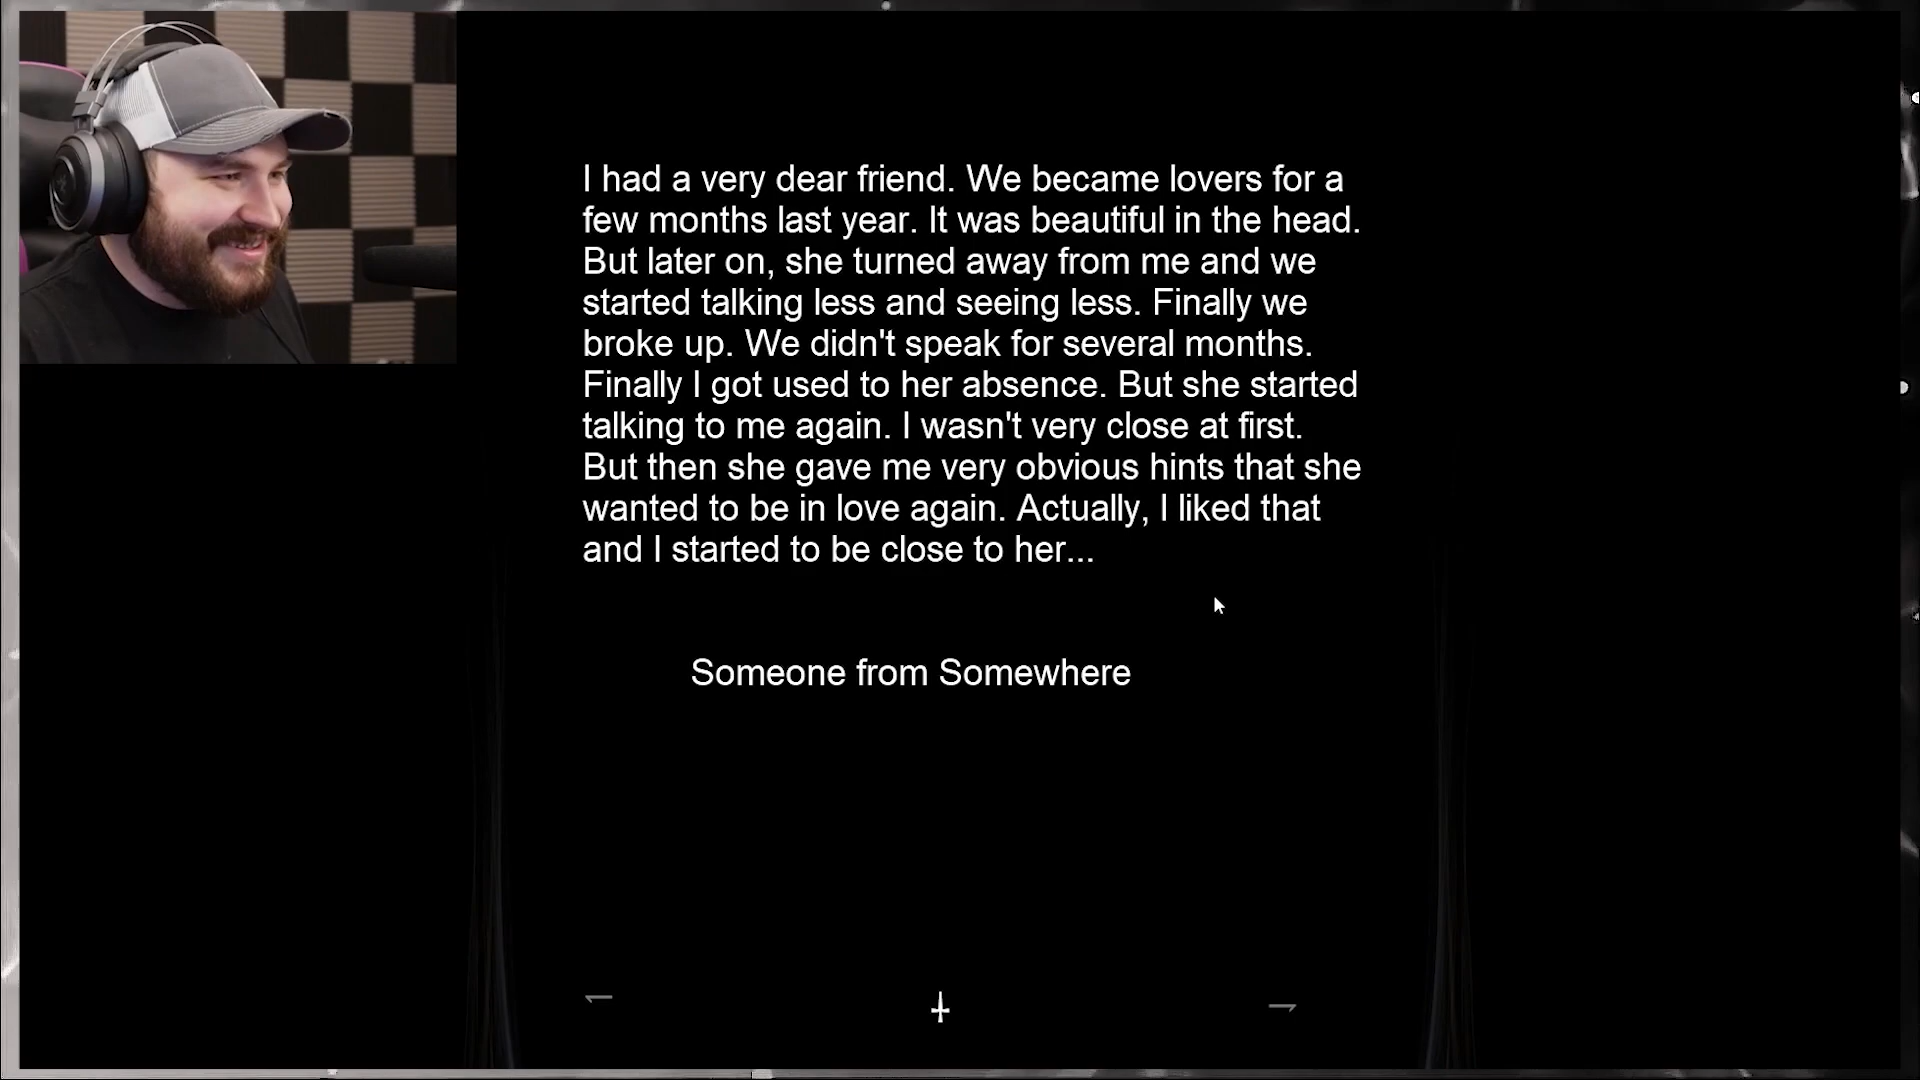 I had a very dear friend. We became lovers for a
few months last year. It was beautiful in the head.
But later on, she turned away from me and we
started talking less and seeing less. Finally we
broke up. We didn't speak for several months.
Finally I got used to her absence. But she started
talking to me again. I wasn't very close at first.
But then she gave me very obvious hints that she
wanted to be in love again. Actually, I liked that
and I started to be close to her...
Someone from Somewhere